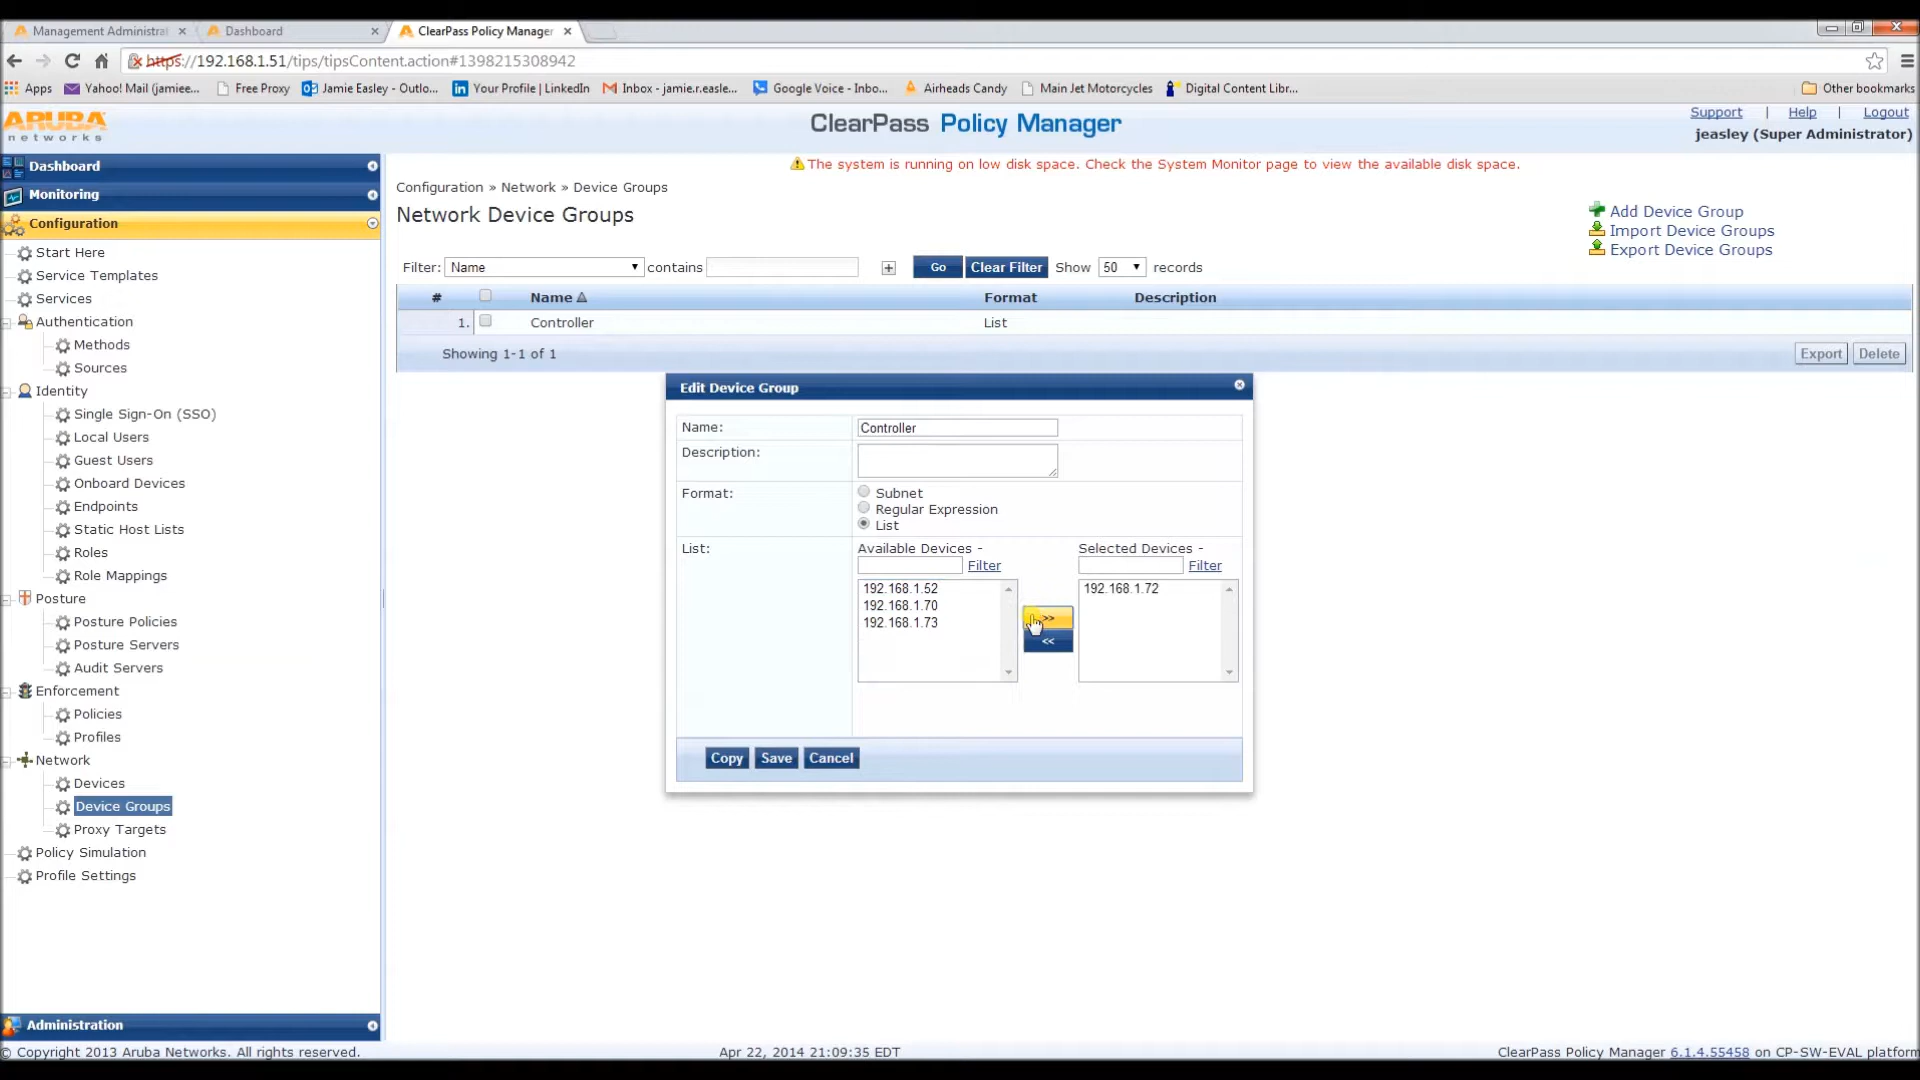 Management Administrat
Dashboard
ClearPass Policy Manager
https://192.168.1.51/tips/tipsContent.action#1398215308942
Apps
Yahoo! Mail (jamiee...
Free Proxy
Jamie Easley - Outlo...
Your Profile | LinkedIn
Inbox - jamie.r.easle...
Google Voice - Inbo...
Airheads Candy
Main Jet Motorcycles
Digital Content Libr...
Other bookmarks
ARUBA
networks
ClearPass Policy Manager
Support | Help | Logout
jeasley (Super Administrator)
The system is running on low disk space. Check the System Monitor page to view the available disk space.
Dashboard
Monitoring
Configuration
Start Here
Service Templates
Services
Authentication
Methods
Sources
Identity
Single Sign-On (SSO)
Local Users
Guest Users
Onboard Devices
Endpoints
Static Host Lists
Roles
Role Mappings
Posture
Posture Policies
Posture Servers
Audit Servers
Enforcement
Policies
Profiles
Network
Devices
Device Groups
Proxy Targets
Policy Simulation
Profile Settings
Administration
Configuration » Network » Device Groups
Network Device Groups
Add Device Group
Import Device Groups
Export Device Groups
Filter: Name contains + Go Clear Filter Show 50 records
# Name Format Description
1. Controller List
Showing 1-1 of 1
Export Delete
Edit Device Group
Name: Controller
Description:
Format: Subnet
Regular Expression
List
List: Available Devices - Selected Devices -
Filter Filter
192.168.1.52 192.168.1.72
192.168.1.70
192.168.1.73
>>
<<
Copy Save Cancel
© Copyright 2013 Aruba Networks. All rights reserved.
Apr 22, 2014 21:09:35 EDT
ClearPass Policy Manager 6.1.4.55458 on CP-SW-EVAL platform